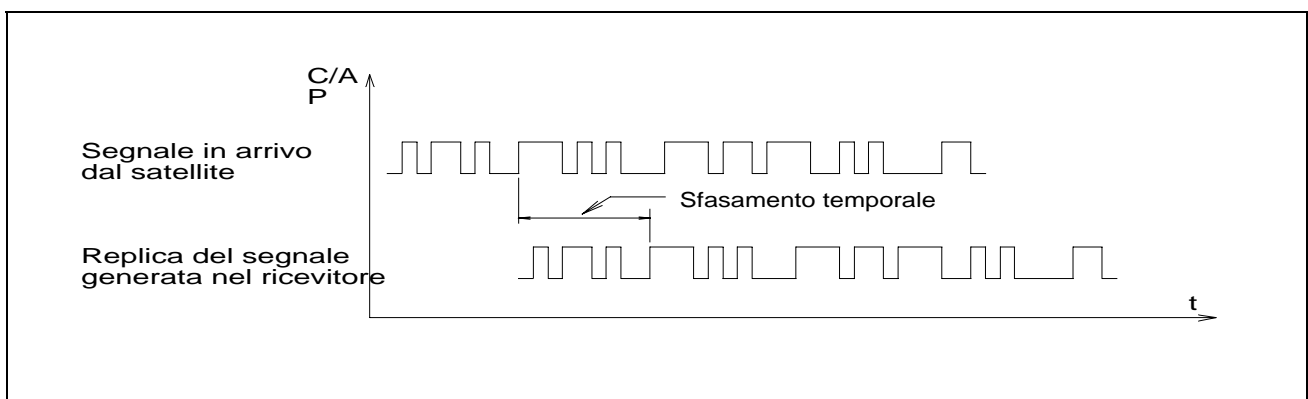 C/A
P
Segnale in arrivo
dal satellite
Sfasamento temporale
Replica del segnale
generata nel ricevitore
t